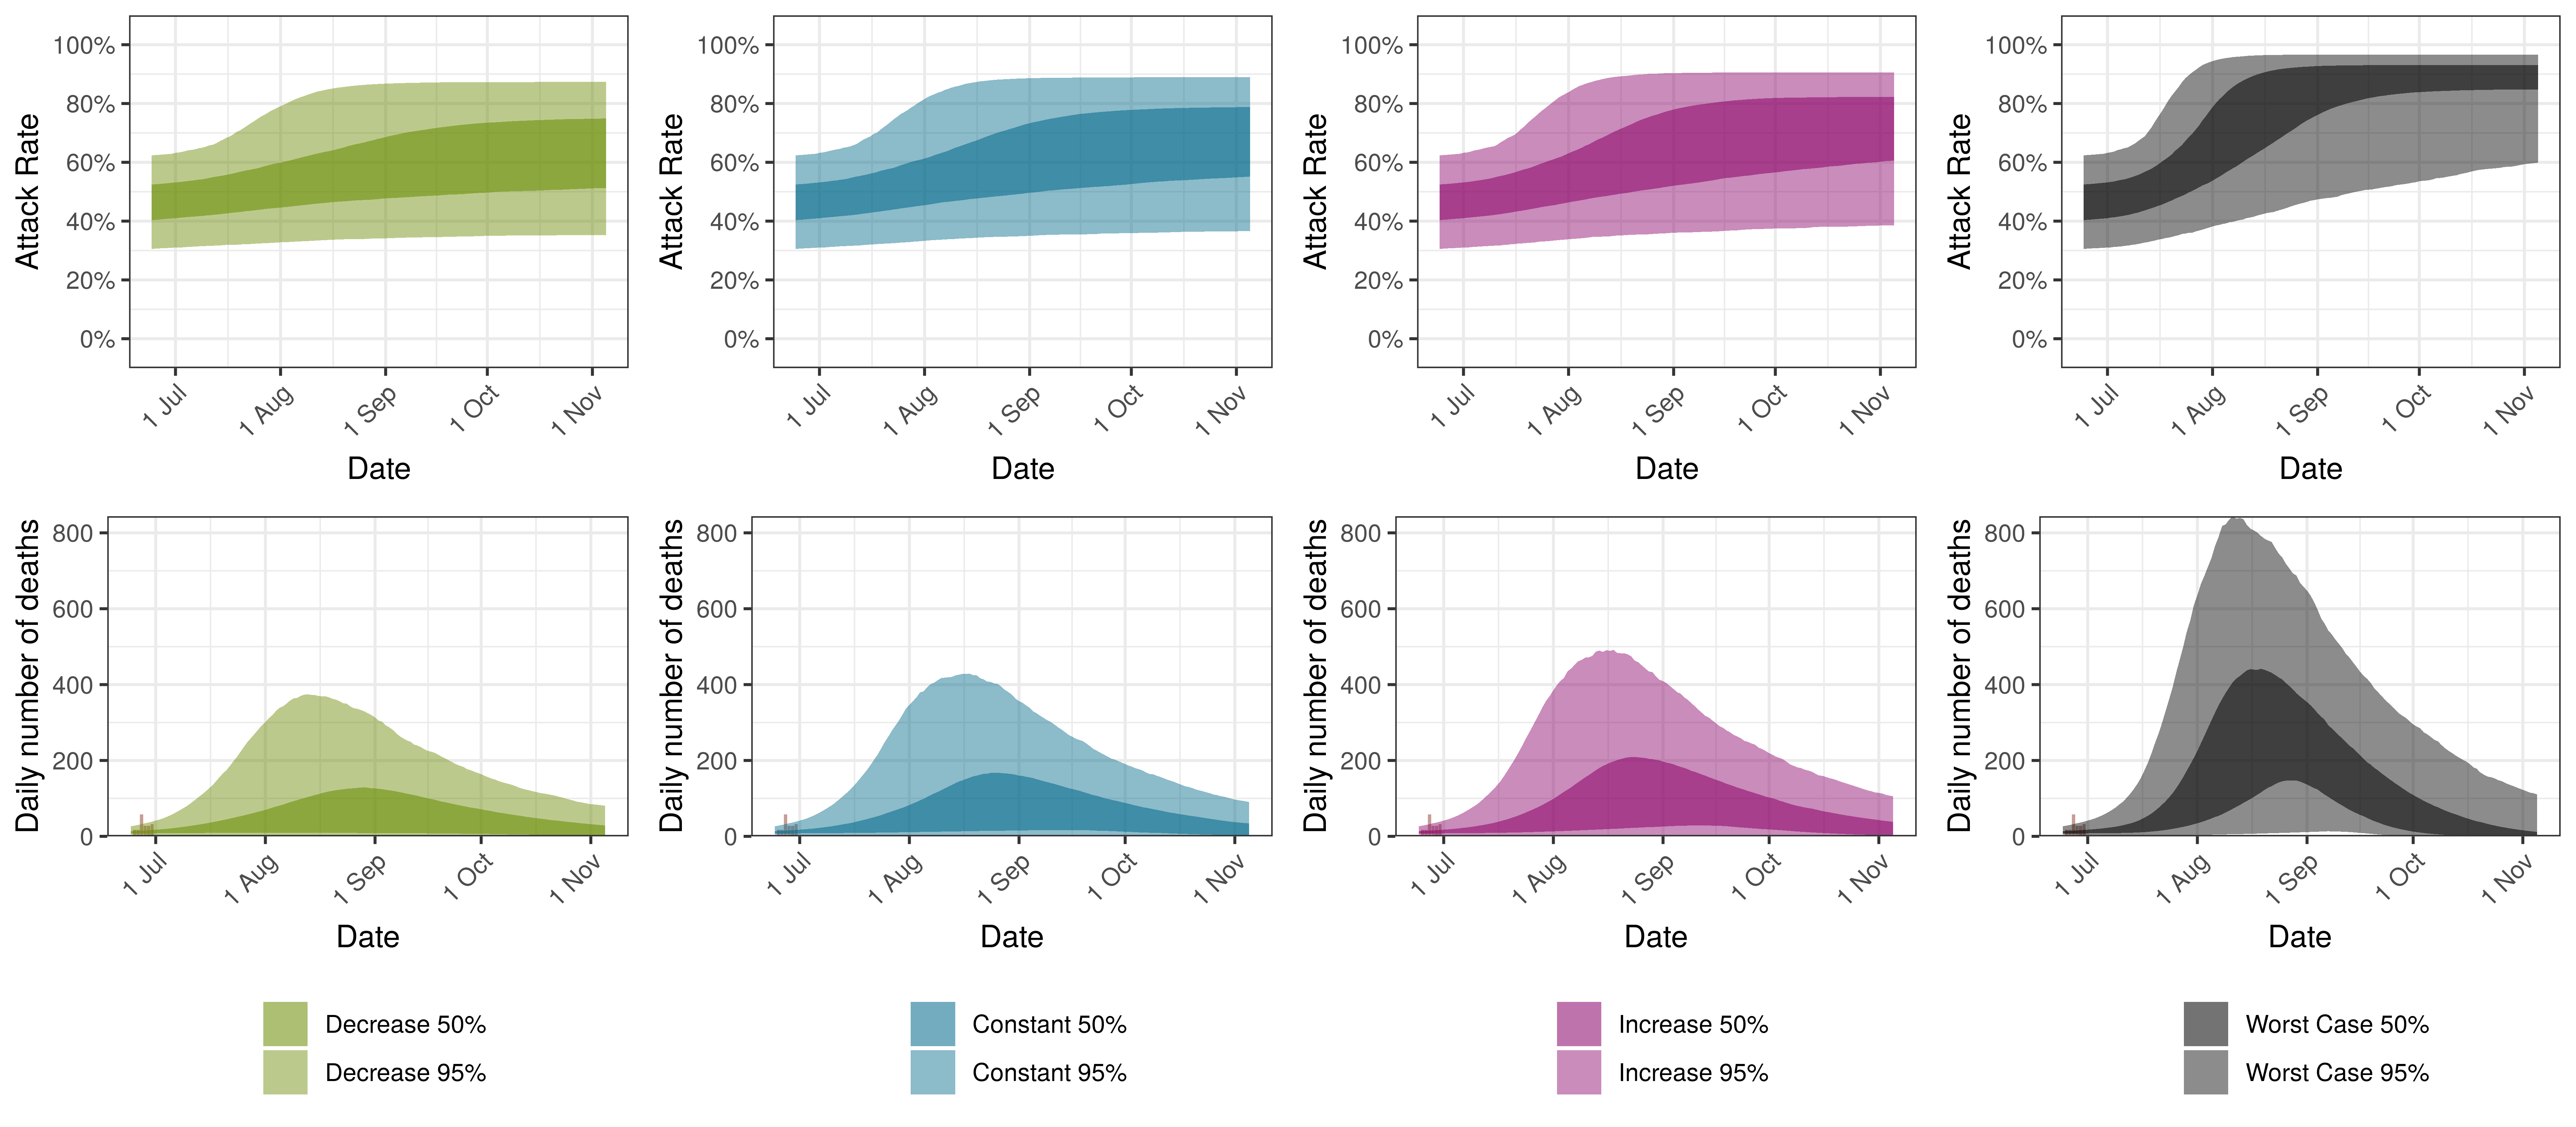 Attack Rate
100%
80%
60%
40%
20%
0%
1 Jul
1 Aug
1 Sep
1 Oct
1 Nov
Date
Attack Rate
100%
80%
60%
40%
20%
0%
1 Jul
1 Aug
1 Sep
1 Oct
1 Nov
Date
Attack Rate
100%
80%
60%
40%
20%
0%
1 Jul
1 Aug
1 Sep
1 Oct
1 Nov
Date
Attack Rate
100%
80%
60%
40%
20%
0%
1 Jul
1 Aug
1 Sep
1 Oct
1 Nov
Date
Daily number of deaths
800
600
400
200
0
1 Jul
1 Aug
1 Sep
1 Oct
1 Nov
Date
Daily number of deaths
800
600
400
200
0
1 Jul
1 Aug
1 Sep
1 Oct
1 Nov
Date
Daily number of deaths
800
600
400
200
0
1 Jul
1 Aug
1 Sep
1 Oct
1 Nov
Date
Daily number of deaths
800
600
400
200
0
1 Jul
1 Aug
1 Sep
1 Oct
1 Nov
Date
Decrease 50%
Decrease 95%
Constant 50%
Constant 95%
Increase 50%
Increase 95%
Worst Case 50%
Worst Case 95%